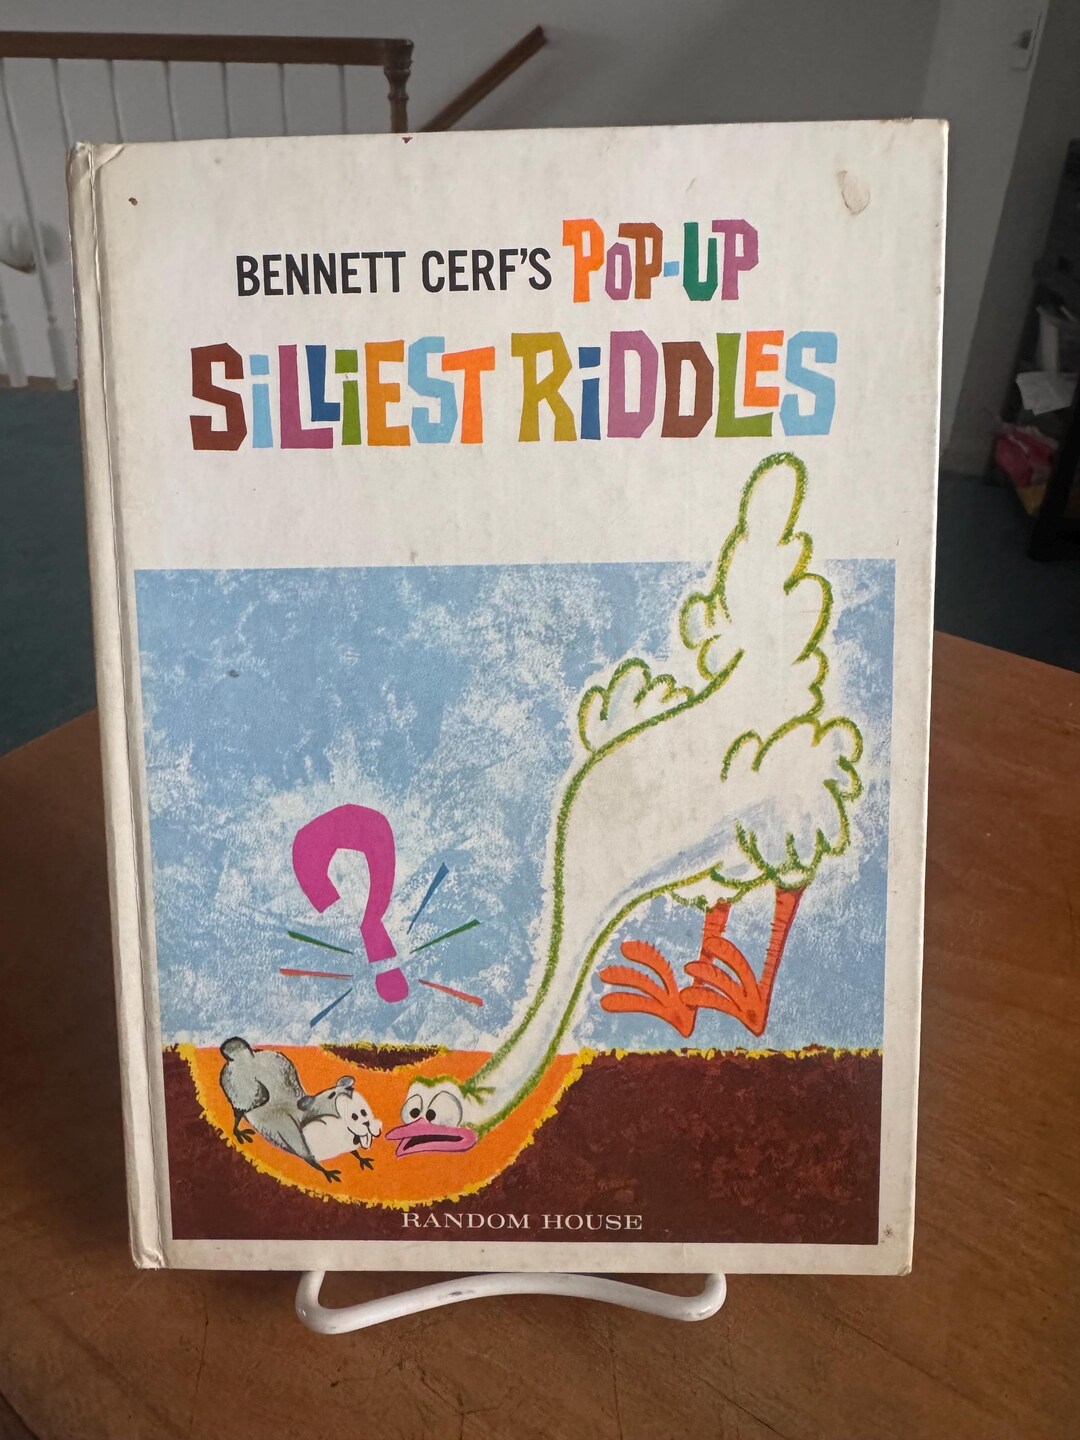 BENNETT CERF'S POP-UP
SiLLiEST RiDDLES
?
RANDOM HOUSE